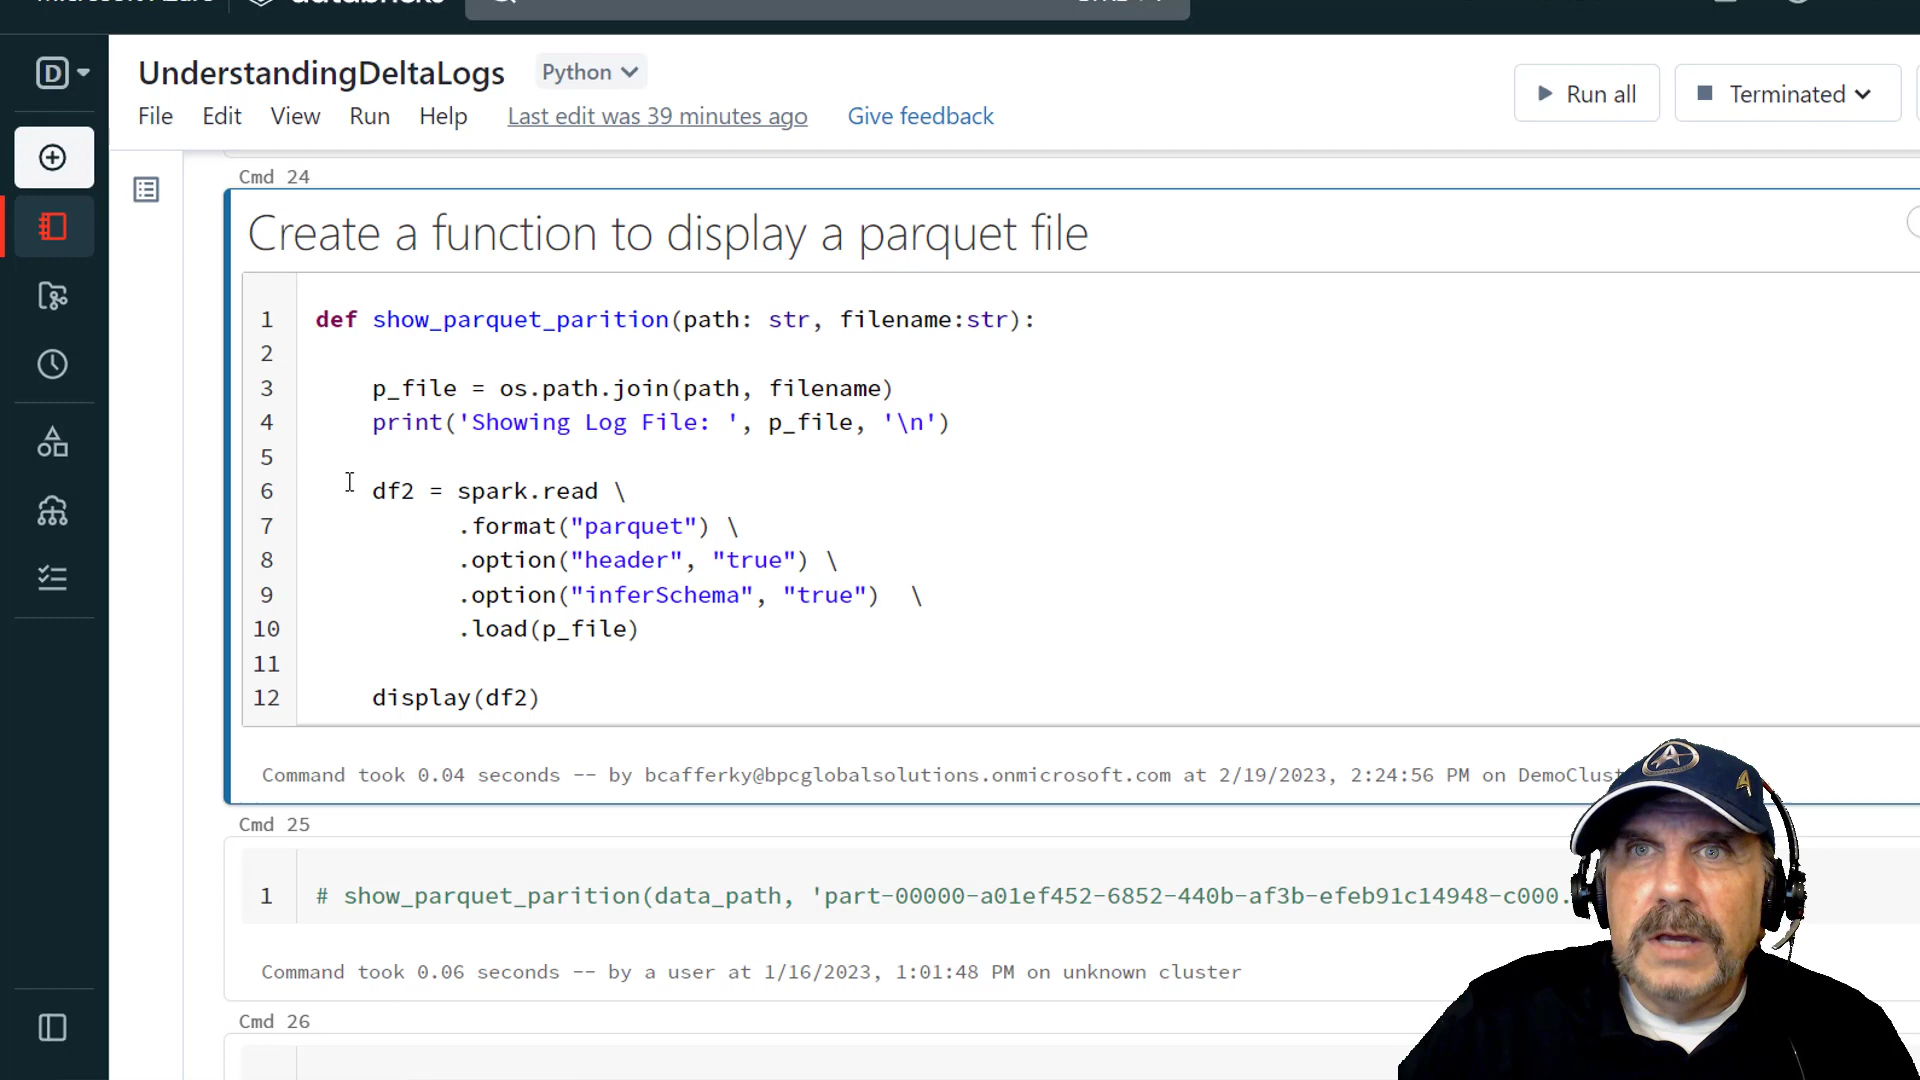 UnderstandingDeltaLogs Python
File Edit View Run Help Last edit was 39 minutes ago Give feedback
Run all Terminated
D
Cmd 24
Create a function to display a parquet file
1 def show_parquet_parition(path: str, filename:str):
2
3 p_file = os.path.join(path, filename)
4 print('Showing Log File: ', p_file, '\n')
5
6 df2 = spark.read \
7 .format("parquet") \
8 .option("header", "true") \
9 .option("inferSchema", "true")  \
10 .load(p_file)
11
12 display(df2)
Command took 0.04 seconds -- by bcafferky@bpcglobalsolutions.onmicrosoft.com at 2/19/2023, 2:24:56 PM on
Cmd 25
1 # show_parquet_parition(data_path, 'part-00000-a01ef452-6852-440b-af3b-efeb91c14948-c000.
Command took 0.06 seconds -- by a user at 1/16/2023, 1:01:48 PM on unknown cluster
Cmd 26